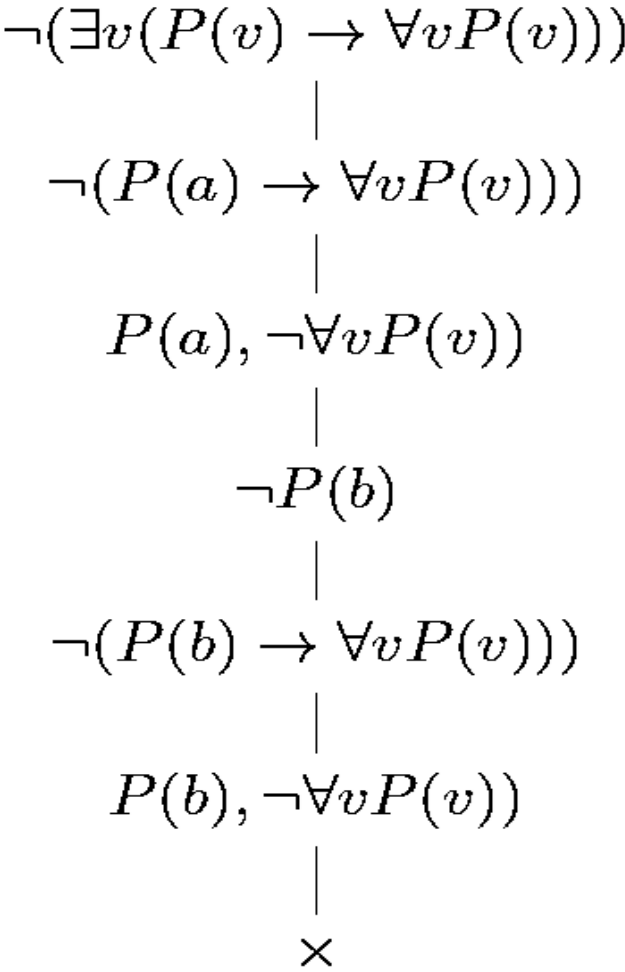 ¬(∃v(P(v) → ∀vP(v)))
¬(P(a) → ∀vP(v)))
P(a), ¬∀vP(v))
¬P(b)
¬(P(b) → ∀vP(v)))
P(b), ¬∀vP(v))
×